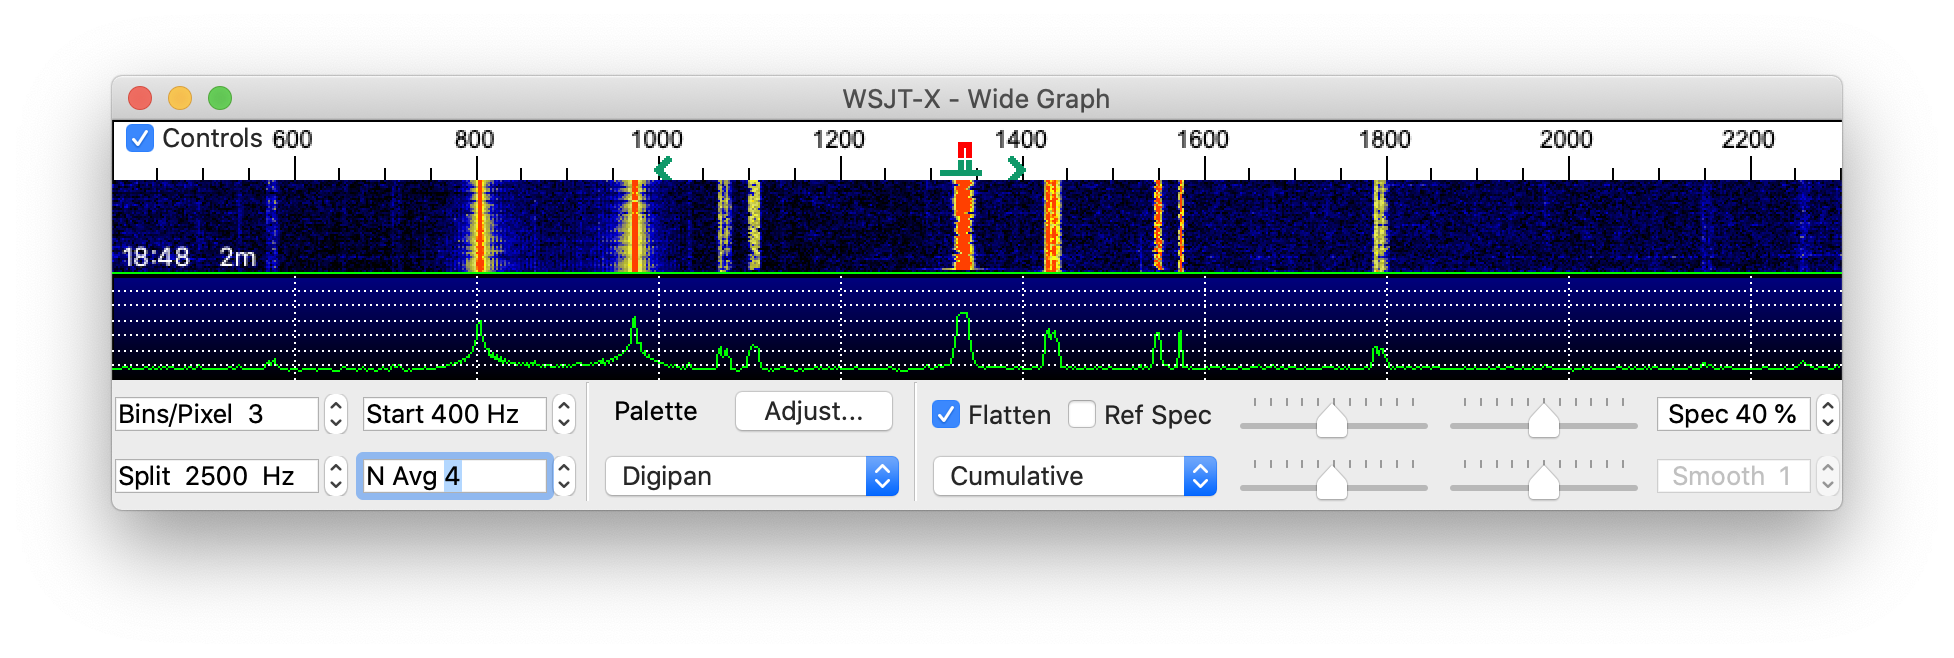 WSJT-X - Wide Graph
Controls 600 800 1000 1200 1400 1600 1800 2000 2200
18:48 2m
Bins/Pixel 3 Start 400 Hz Palette Adjust... Flatten Ref Spec Spec 40 %
Split 2500 Hz N Avg 4 Digipan Cumulative Smooth 1